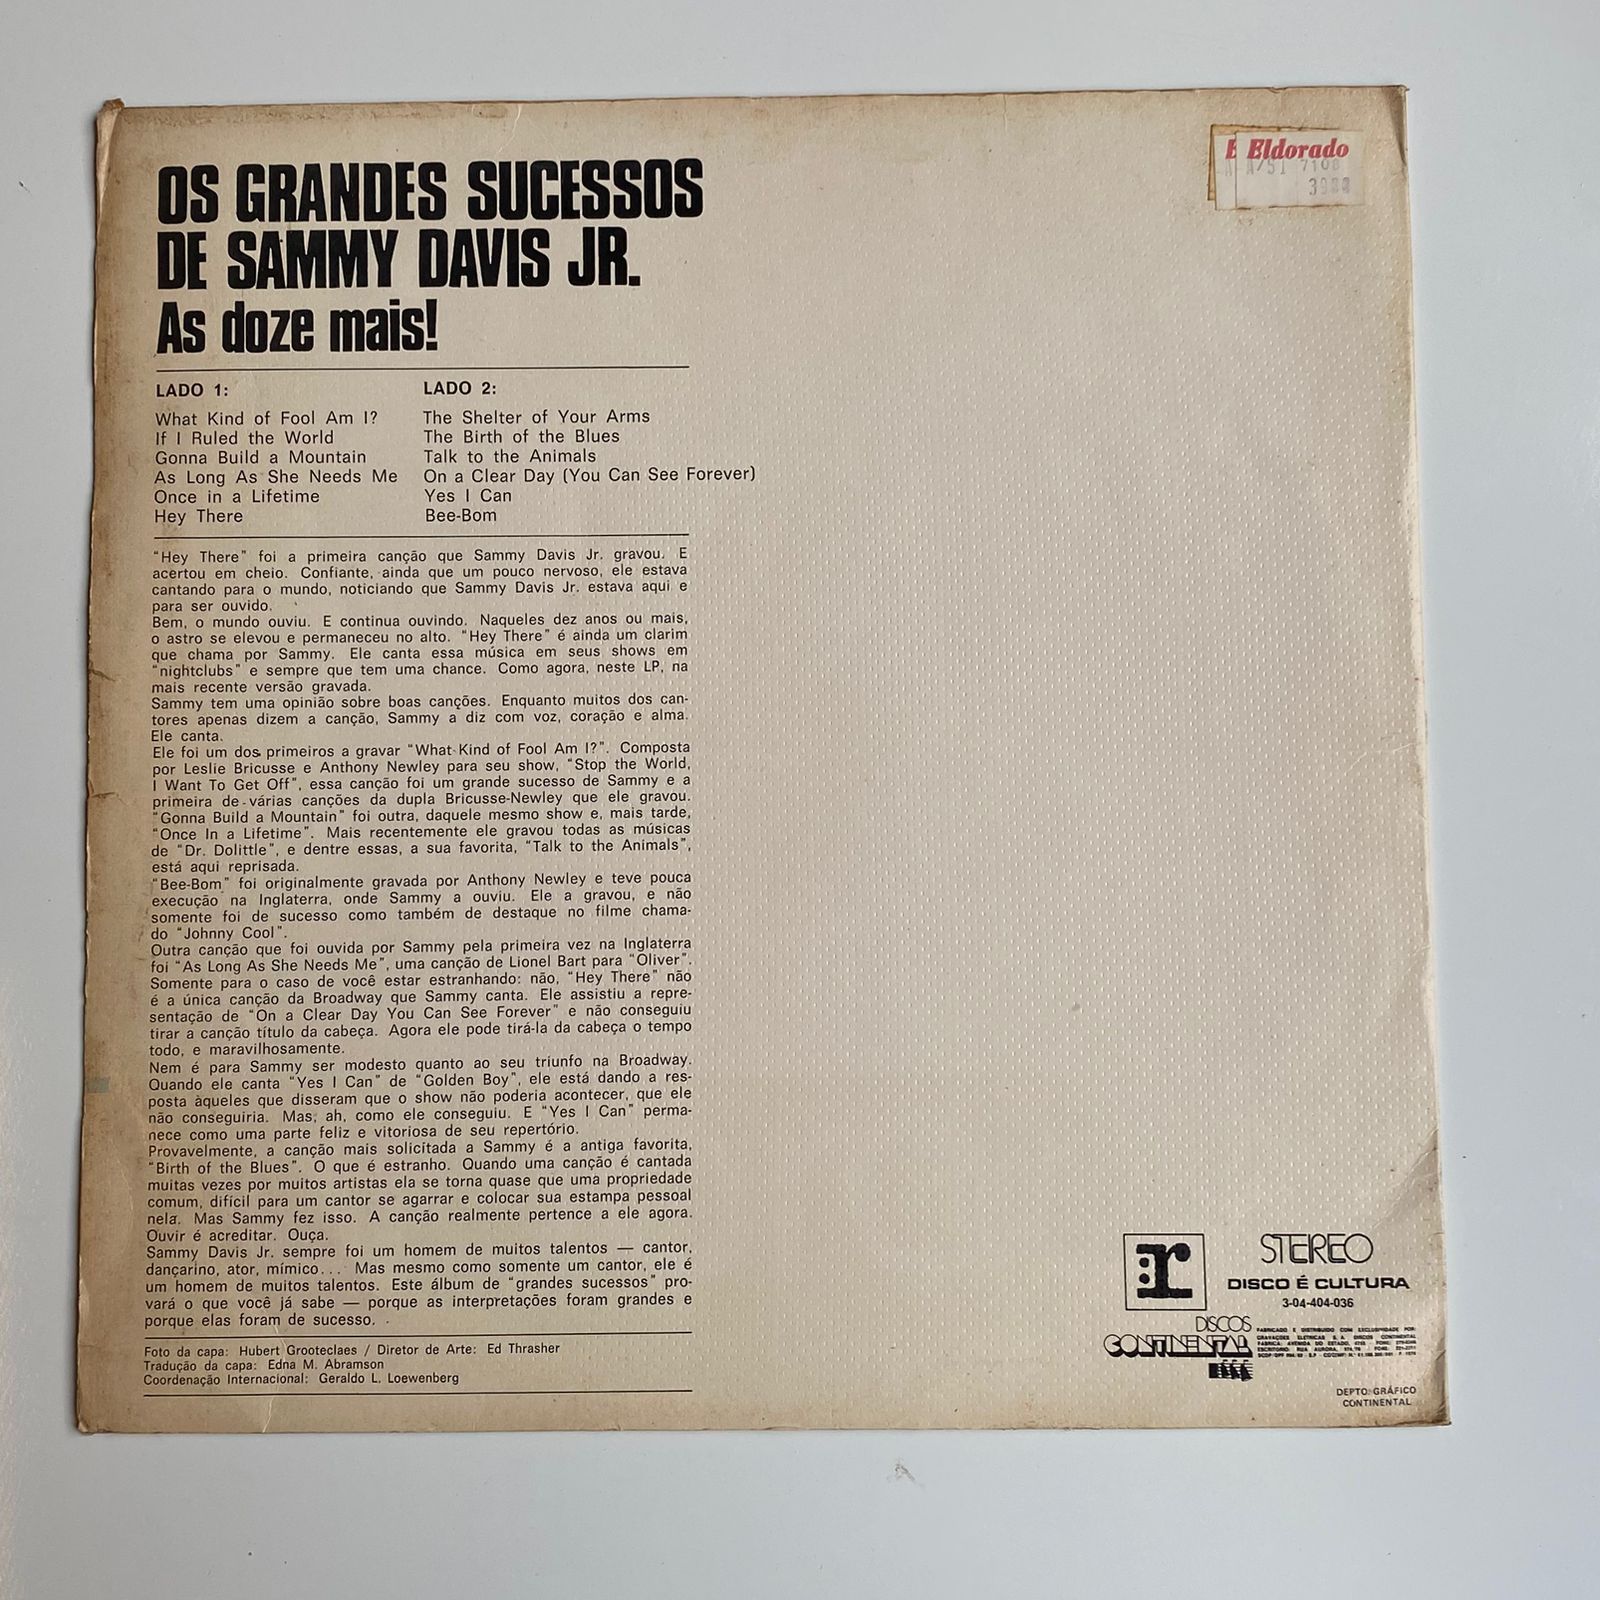 OS GRANDES SUCESSOS
DE SAMMY DAVIS JR.
As doze mais!
LADO 1:
What Kind of Fool Am I?
If I Ruled the World
Gonna Build a Mountain
As Long As She Needs Me
Once in a Lifetime
Hey There
LADO 2:
The Shelter of Your Arms
The Birth of the Blues
Talk to the Animals
On a Clear Day (You Can See Forever)
Yes I Can
Bee-Bom
"Hey There" foi a primeira canção que Sammy Davis Jr. gravou. E
acertou em cheio. Confiante, ainda que um pouco nervoso, ele estava
cantando para o mundo, noticiando que Sammy Davis Jr. estava aqui e
para ser ouvido.
Bem, o mundo ouviu. E continua ouvindo. Naqueles dez anos ou mais,
o astro se elevou e permaneceu no alto. "Hey There" é ainda um clarim
que chama por Sammy. Ele canta essa música em seus shows em
"nightclubs" e sempre que tem uma chance. Como agora, neste LP, na
mais recente versão gravada.
Sammy tem uma opinião sobre boas canções. Enquanto muitos dos can-
tores apenas dizem a canção, Sammy a diz com voz, coração e alma.
Ele canta.
Ele foi um dos primeiros a gravar "What Kind of Fool Am I?". Composta
por Leslie Bricusse e Anthony Newley para seu show, "Stop the World,
I Want To Get Off", essa canção foi um grande sucesso de Sammy e a
primeira de várias canções da dupla Bricusse-Newley que ele gravou.
"Gonna Build a Mountain" foi outra, daquele mesmo show e, mais tarde,
"Once In a Lifetime". Mais recentemente ele gravou todas as músicas
de "Dr. Dolittle", e dentre essas, a sua favorita, "Talk to the Animals",
está aqui reprisada.
"Bee-Bom" foi originalmente gravada por Anthony Newley e teve pouca
execução na Inglaterra, onde Sammy a ouviu. Ele a gravou, e não
somente foi de sucesso como também de destaque no filme chama-
do "Johnny Cool".
Outra canção que foi ouvida por Sammy pela primeira vez na Inglaterra
foi "As Long As She Needs Me", uma canção de Lionel Bart para "Oliver".
Somente para o caso de você estar estranhando: não, "Hey There" não
é a única canção da Broadway que Sammy canta. Ele assistiu a repre-
sentação de "On a Clear Day You Can See Forever" e não conseguiu
tirar a canção título da cabeça. Agora ele pode tirá-la da cabeça o tempo
todo, e maravilhosamente.
Nem é para Sammy ser modesto quanto ao seu triunfo na Broadway.
Quando ele canta "Yes I Can" de "Golden Boy", ele está dando a res-
posta àqueles que disseram que o show não poderia acontecer, que ele
não conseguiria. Mas, ah, como ele conseguiu. E "Yes I Can" perma-
nece como uma parte feliz e vitoriosa de seu repertório.
Provavelmente, a canção mais solicitada a Sammy é a antiga favorita,
"Birth of the Blues". O que é estranho. Quando uma canção é cantada
muitas vezes por muitos artistas ela se torna quase que uma propriedade
comum, difícil para um cantor se agarrar e colocar sua estampa pessoal
nela. Mas Sammy fez isso. A canção realmente pertence a ele agora.
Ouvir é acreditar. Ouça.
Sammy Davis Jr. sempre foi um homem de muitos talentos — cantor,
dançarino, ator, mímico... Mas mesmo como somente um cantor, ele é
um homem de muitos talentos. Este álbum de "grandes sucessos" pro-
vará o que você já sabe — porque as interpretações foram grandes e
porque elas foram de sucesso.
Foto da capa: Hubert Grooteclaes / Diretor de Arte: Ed Thrasher
Tradução da capa: Edna M. Abramson
Coordenação Internacional: Geraldo L. Loewenberg
E Eldorado
r
STEREO
DISCO É CULTURA
3-04-404-036
DISCOS
CONTINENTAL
FABRICADO E DISTRIBUIDO COM EXCLUSIVIDADE POR:
GRAVAÇÕES ELÉTRICAS S. A. DISCOS CONTINENTAL
DEPTO. GRÁFICO
CONTINENTAL